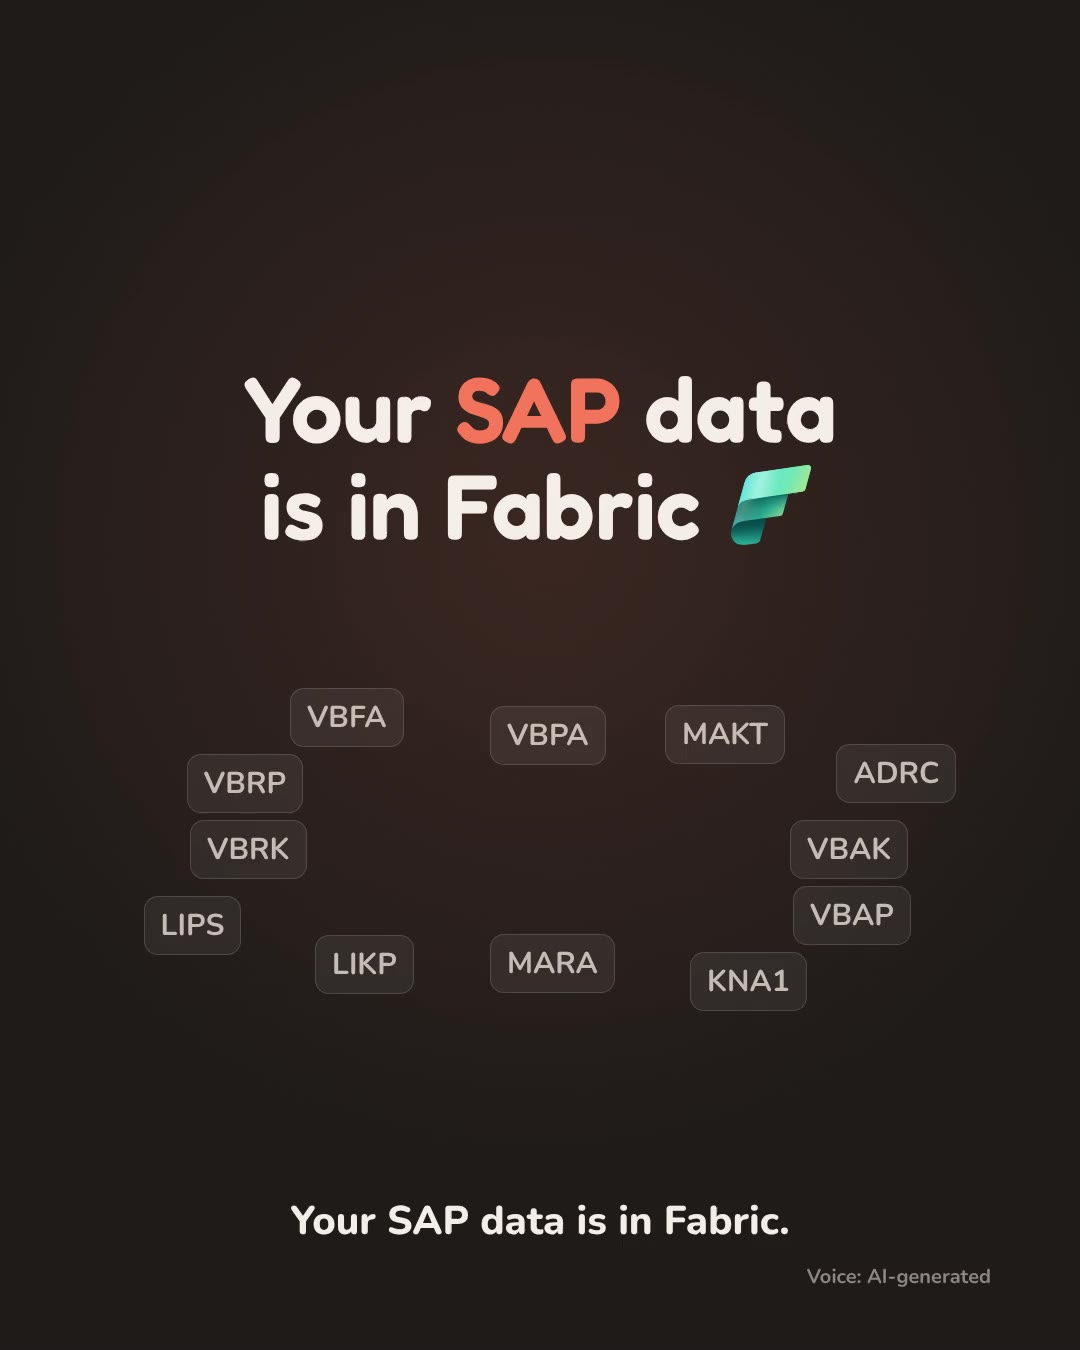 Your SAP data
is in Fabric
VBFA
VBPA
MAKT
ADRC
VBRP
VBRK
VBAK
VBAP
LIPS
LIKP
MARA
KNA1
Your SAP data is in Fabric.
Voice: AI-generated